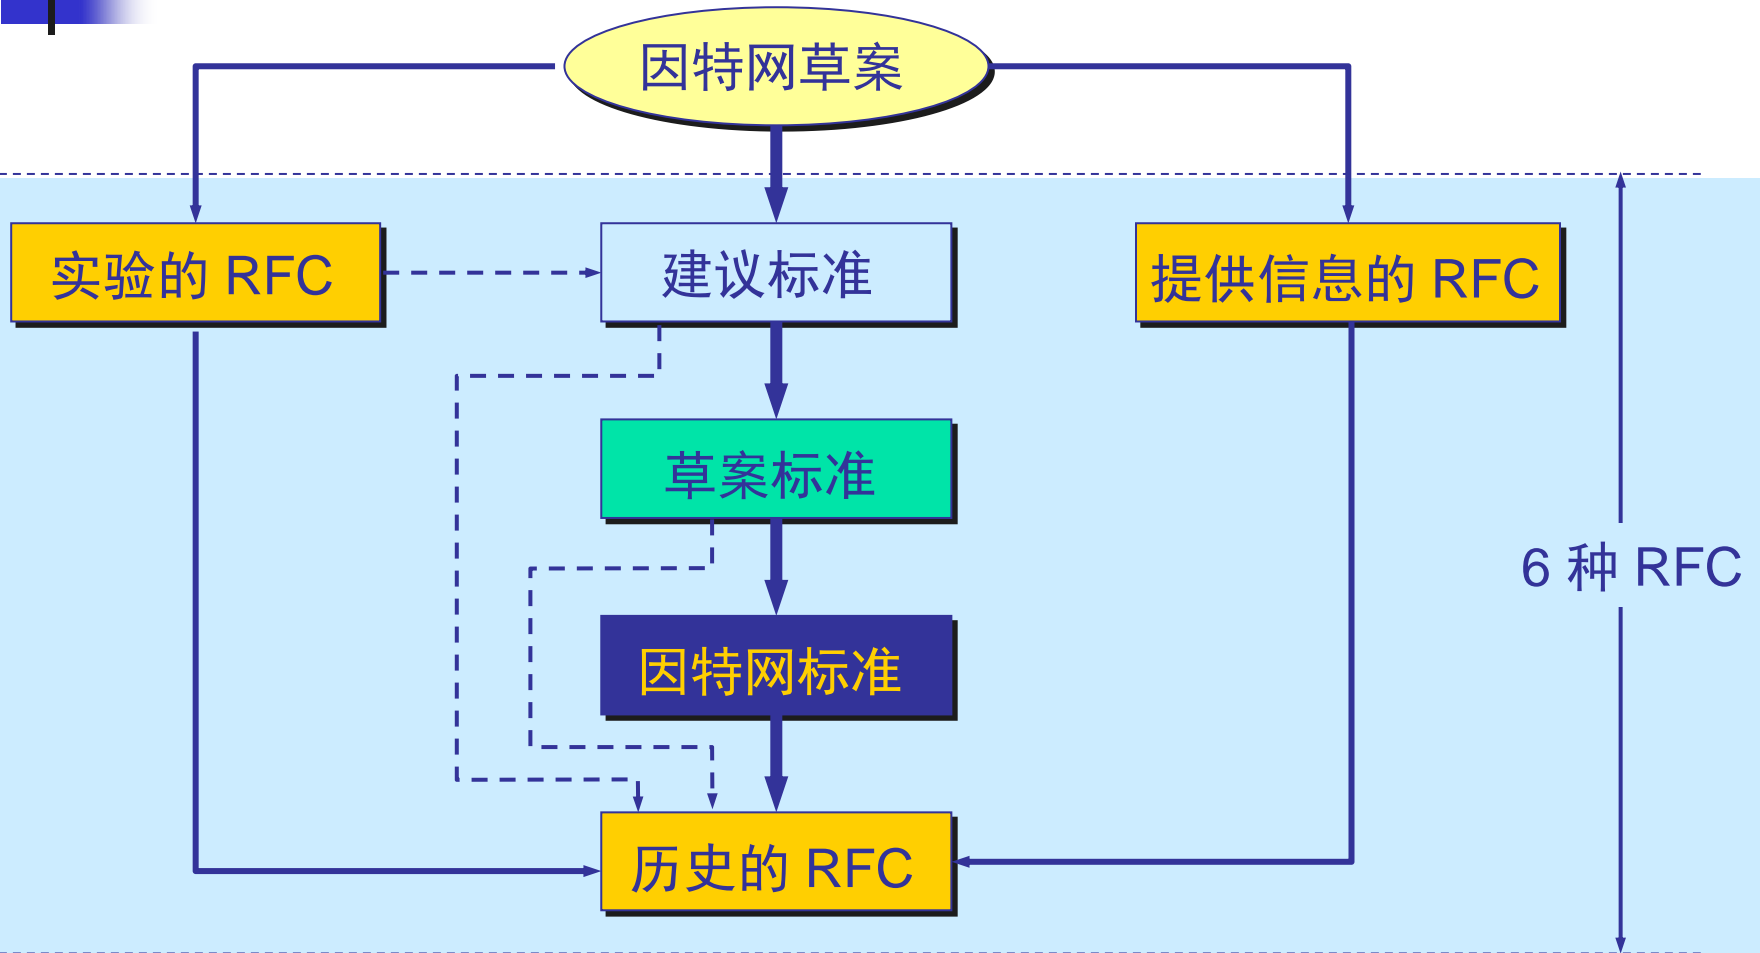 因特网草案
实验的 RFC
建议标准
提供信息的 RFC
草案标准
6 种 RFC
因特网标准
历史的 RFC